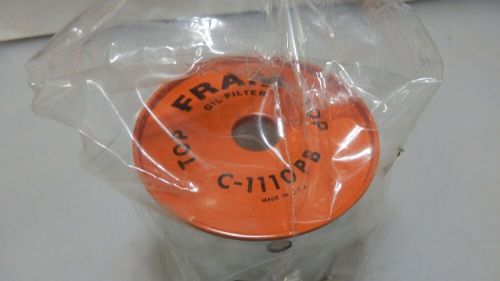 FRAM
OIL FILTER
TOP
C-1110PB
MADE IN U.S.A.